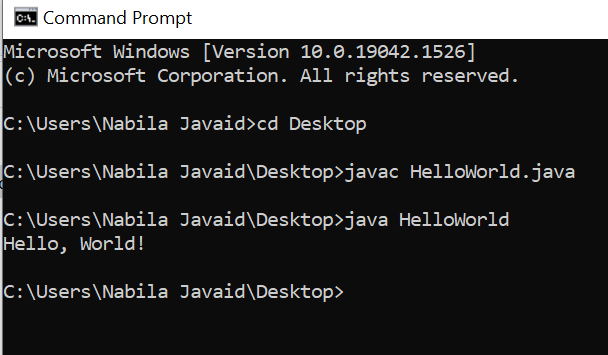 Command Prompt
Microsoft Windows [Version 10.0.19042.1526]
(c) Microsoft Corporation. All rights reserved.
C:\Users\Nabila Javaid>cd Desktop
C:\Users\Nabila Javaid\Desktop>javac HelloWorld.java
C:\Users\Nabila Javaid\Desktop>java HelloWorld
Hello, World!
C:\Users\Nabila Javaid\Desktop>